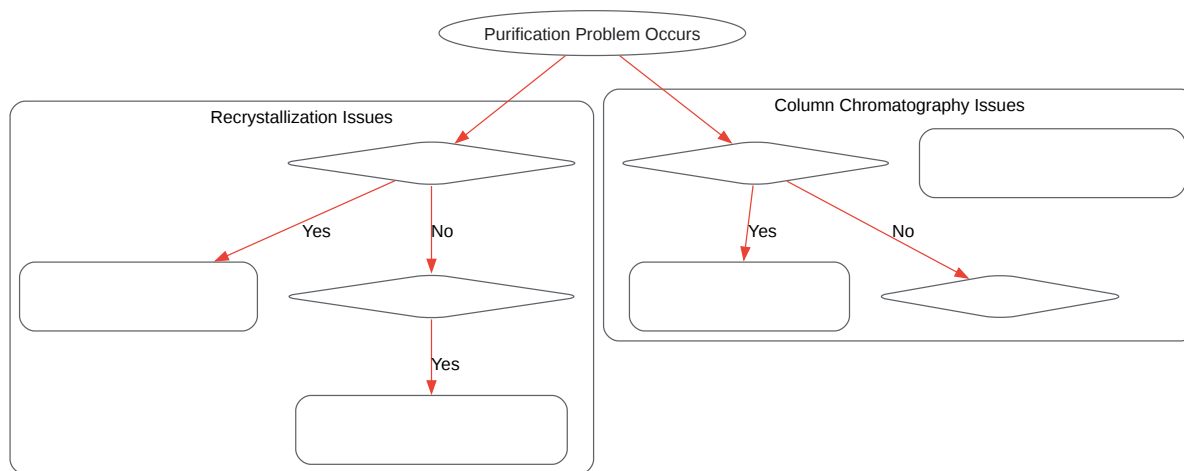 Purification Problem Occurs
Recrystallization Issues
Column Chromatography Issues
Yes
No
Yes
No
Yes